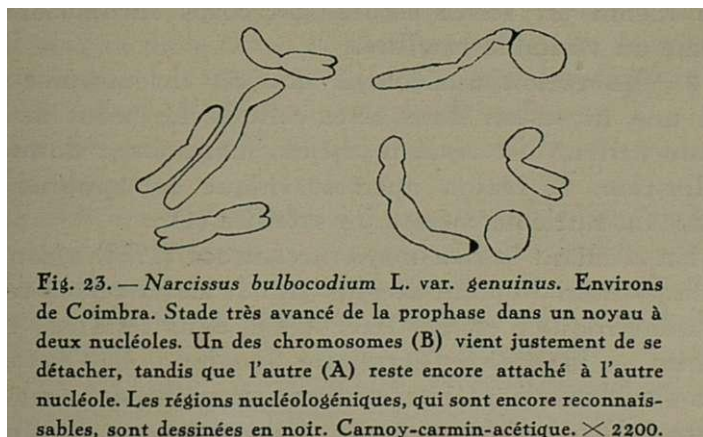 Fig. 23. — Narcissus bulbocodium L. var. genuinus. Environs
de Coimbra. Stade très avancé de la prophase dans un noyau à
deux nucléoles. Un des chromosomes (B) vient justement de se
détacher, tandis que l'autre (A) reste encore attaché à l'autre
nucléole. Les régions nucléologéniques, qui sont encore reconnais-
sables, sont dessinées en noir. Carnoy-carmin-acétique. × 2200.